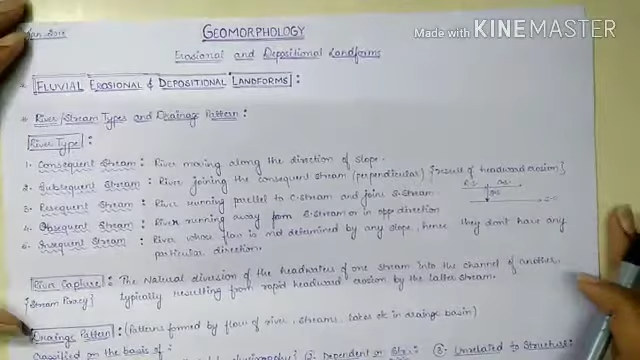 Made with KINEMASTER
GEOMORPHOLOGY
Erosional and Depositional Landforms
FLUVIAL EROSIONAL & DEPOSITIONAL LANDFORMS :
River/Stream Types and Drainage Pattern :
River Type :
1. Consequent Stream : River moving along the direction of slope.
2. Subsequent Stream : River joining the consequent stream (perpendicular) {result of headward erosion}
3. Resequent Stream : River running parallel to C-stream and joins S-stream
4. Obsequent Stream : River running away from S-stream or in opp direction
5. Insequent Stream : River whose flow is not determined by any slope, hence they don't have any
particular direction.
River Capture : The Natural diversion of the headwaters of one stream into the channel of another,
{Stream Piracy} typically resulting from rapid headward erosion by the latter stream.
Drainage Pattern : (Patterns formed by flow of river, streams, lakes etc in drainage basin)
Classified on the basis of : ② Dependent on Str. ③ Unrelated to Structure: